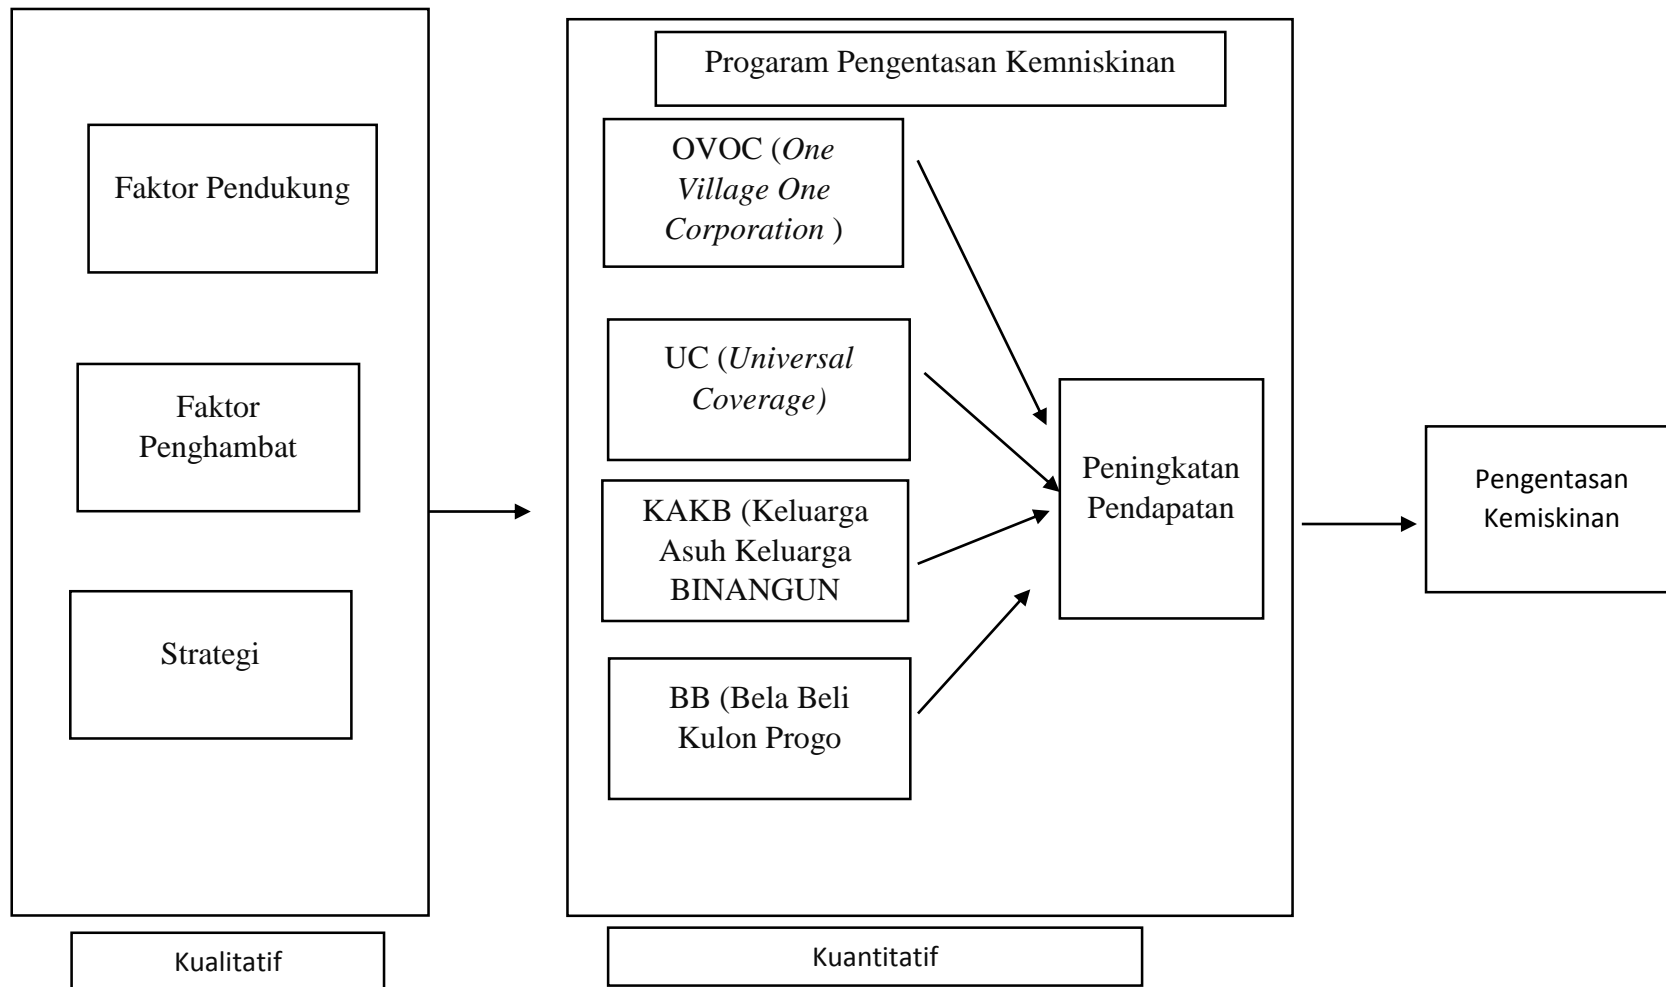 Faktor Pendukung
Faktor
Penghambat
Strategi
Kualitatif
Progaram Pengentasan Kemniskinan
OVOC (One
Village One
Corporation )
UC (Universal
Coverage)
KAKB (Keluarga
Asuh Keluarga
BINANGUN
BB (Bela Beli
Kulon Progo
Peningkatan
Pendapatan
Kuantitatif
Pengentasan
Kemiskinan